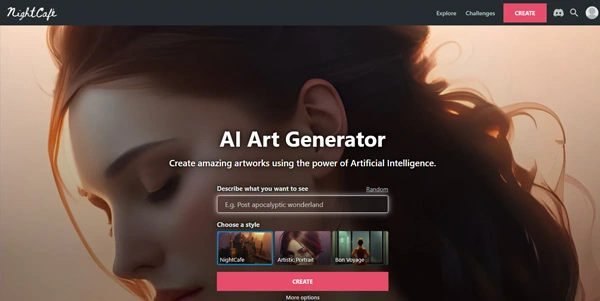 NightCafé
Explore Challenges CREATE
AI Art Generator
Create amazing artworks using the power of Artificial Intelligence.
Describe what you want to see Random
E.g. Post apocalyptic wonderland
Choose a style
NightCafe Artistic Portrait Bon Voyage
CREATE
More options